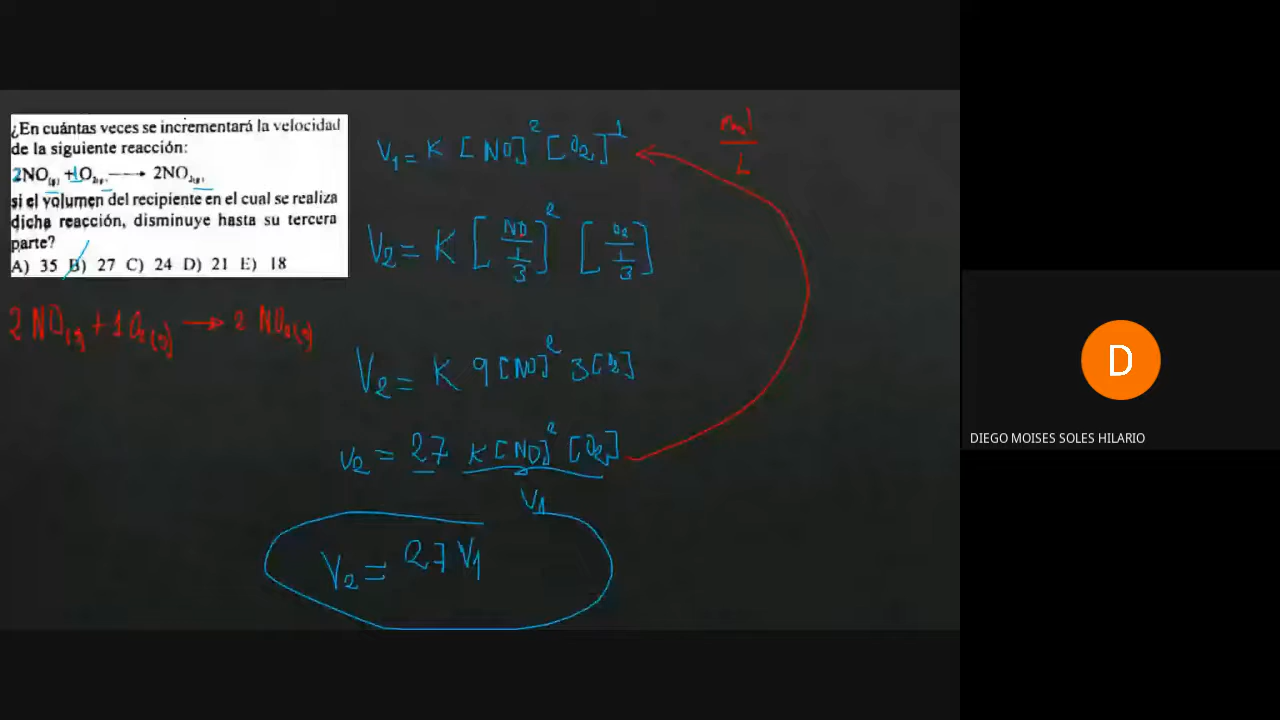 ¿En cuántas veces se incrementará la velocidad
de la siguiente reacción:
2NO(g) + 1O2(g) ⟶ 2NO2(g)
si el volumen del recipiente en el cual se realiza
dicha reacción, disminuye hasta su tercera
parte?
A) 35 B) 27 C) 24 D) 21 E) 18
2 NO(g) + 1 O2(g) → 2 NO2(g)
V1 = K [NO]^2 [O2]^1
mol/L
V2 = K [NO/(1/3)]^2 [O2/(1/3)]
V2 = K 9[NO]^2 3[O2]
V2 = 27 K[NO]^2 [O2]
V1
V2 = 27 V1
D
DIEGO MOISES SOLES HILARIO